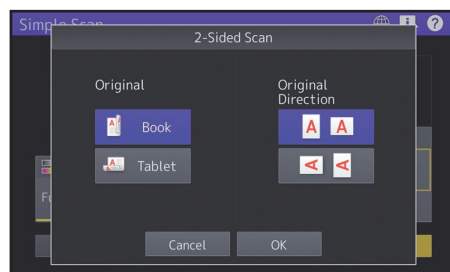 Simple Scan
2-Sided Scan
Original
Book
Tablet
Original
Direction
A A
A A
Cancel
OK